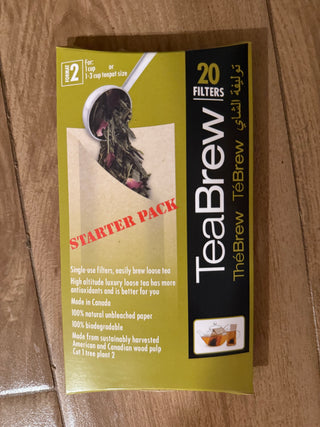 FORMAT
2
For:
1 cup
or
1-3 cup teapot size
20
FILTERS
TeaBrew
ThéBrew TéBrew توليفة الشاي
STARTER PACK
Single-use filters, easily brew loose tea
High altitude luxury loose tea has more
antioxidants and is better for you
Made in Canada
100% natural unbleached paper
100% biodegradable
Made from sustainably harvested
American and Canadian wood pulp
Cut 1 tree plant 2